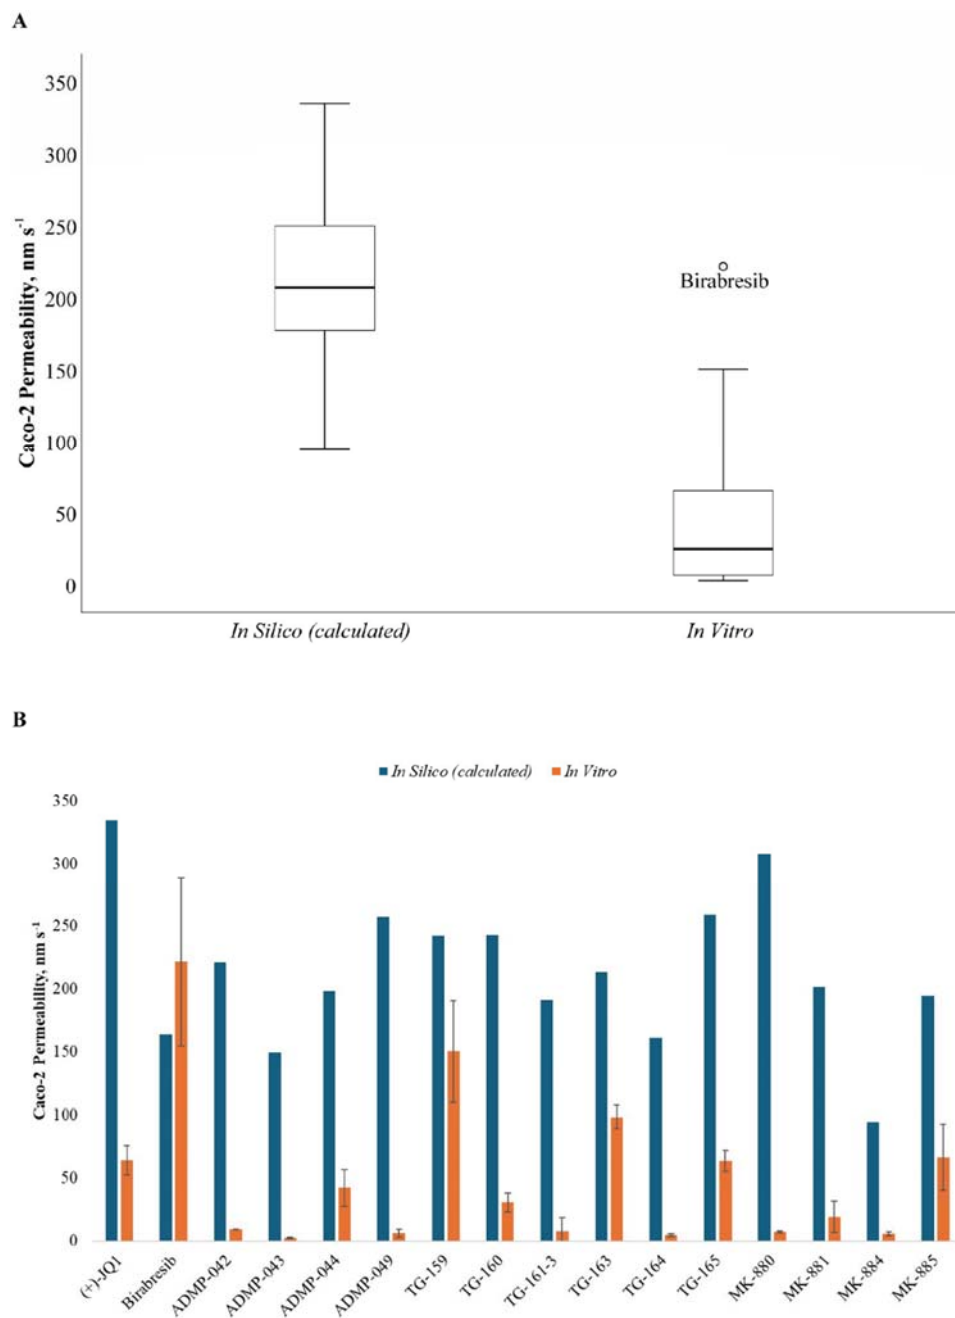 A
Caco-2 Permeability, nm s⁻¹
350
300
250
200
150
100
50
0
Birabresib
In Silico (calculated)
In Vitro
B
In Silico (calculated)
In Vitro
Caco-2 Permeability, nm s⁻¹
350
300
250
200
150
100
50
0
(+)-JQ1
Birabresib
ADMP-042
ADMP-043
ADMP-044
ADMP-049
TG-159
TG-160
TG-161-3
TG-163
TG-164
TG-165
MK-880
MK-881
MK-884
MK-885